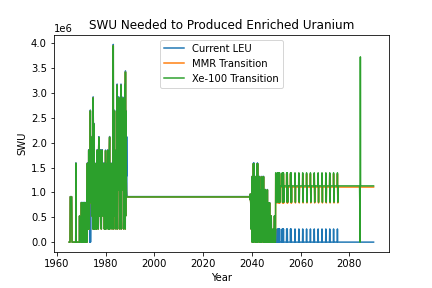 SWU Needed to Produced Enriched Uranium
1e6
4.0
3.5
3.0
2.5
2.0
1.5
1.0
0.5
0.0
SWU
Current LEU
MMR Transition
Xe-100 Transition
1960 1980 2000 2020 2040 2060 2080
Year